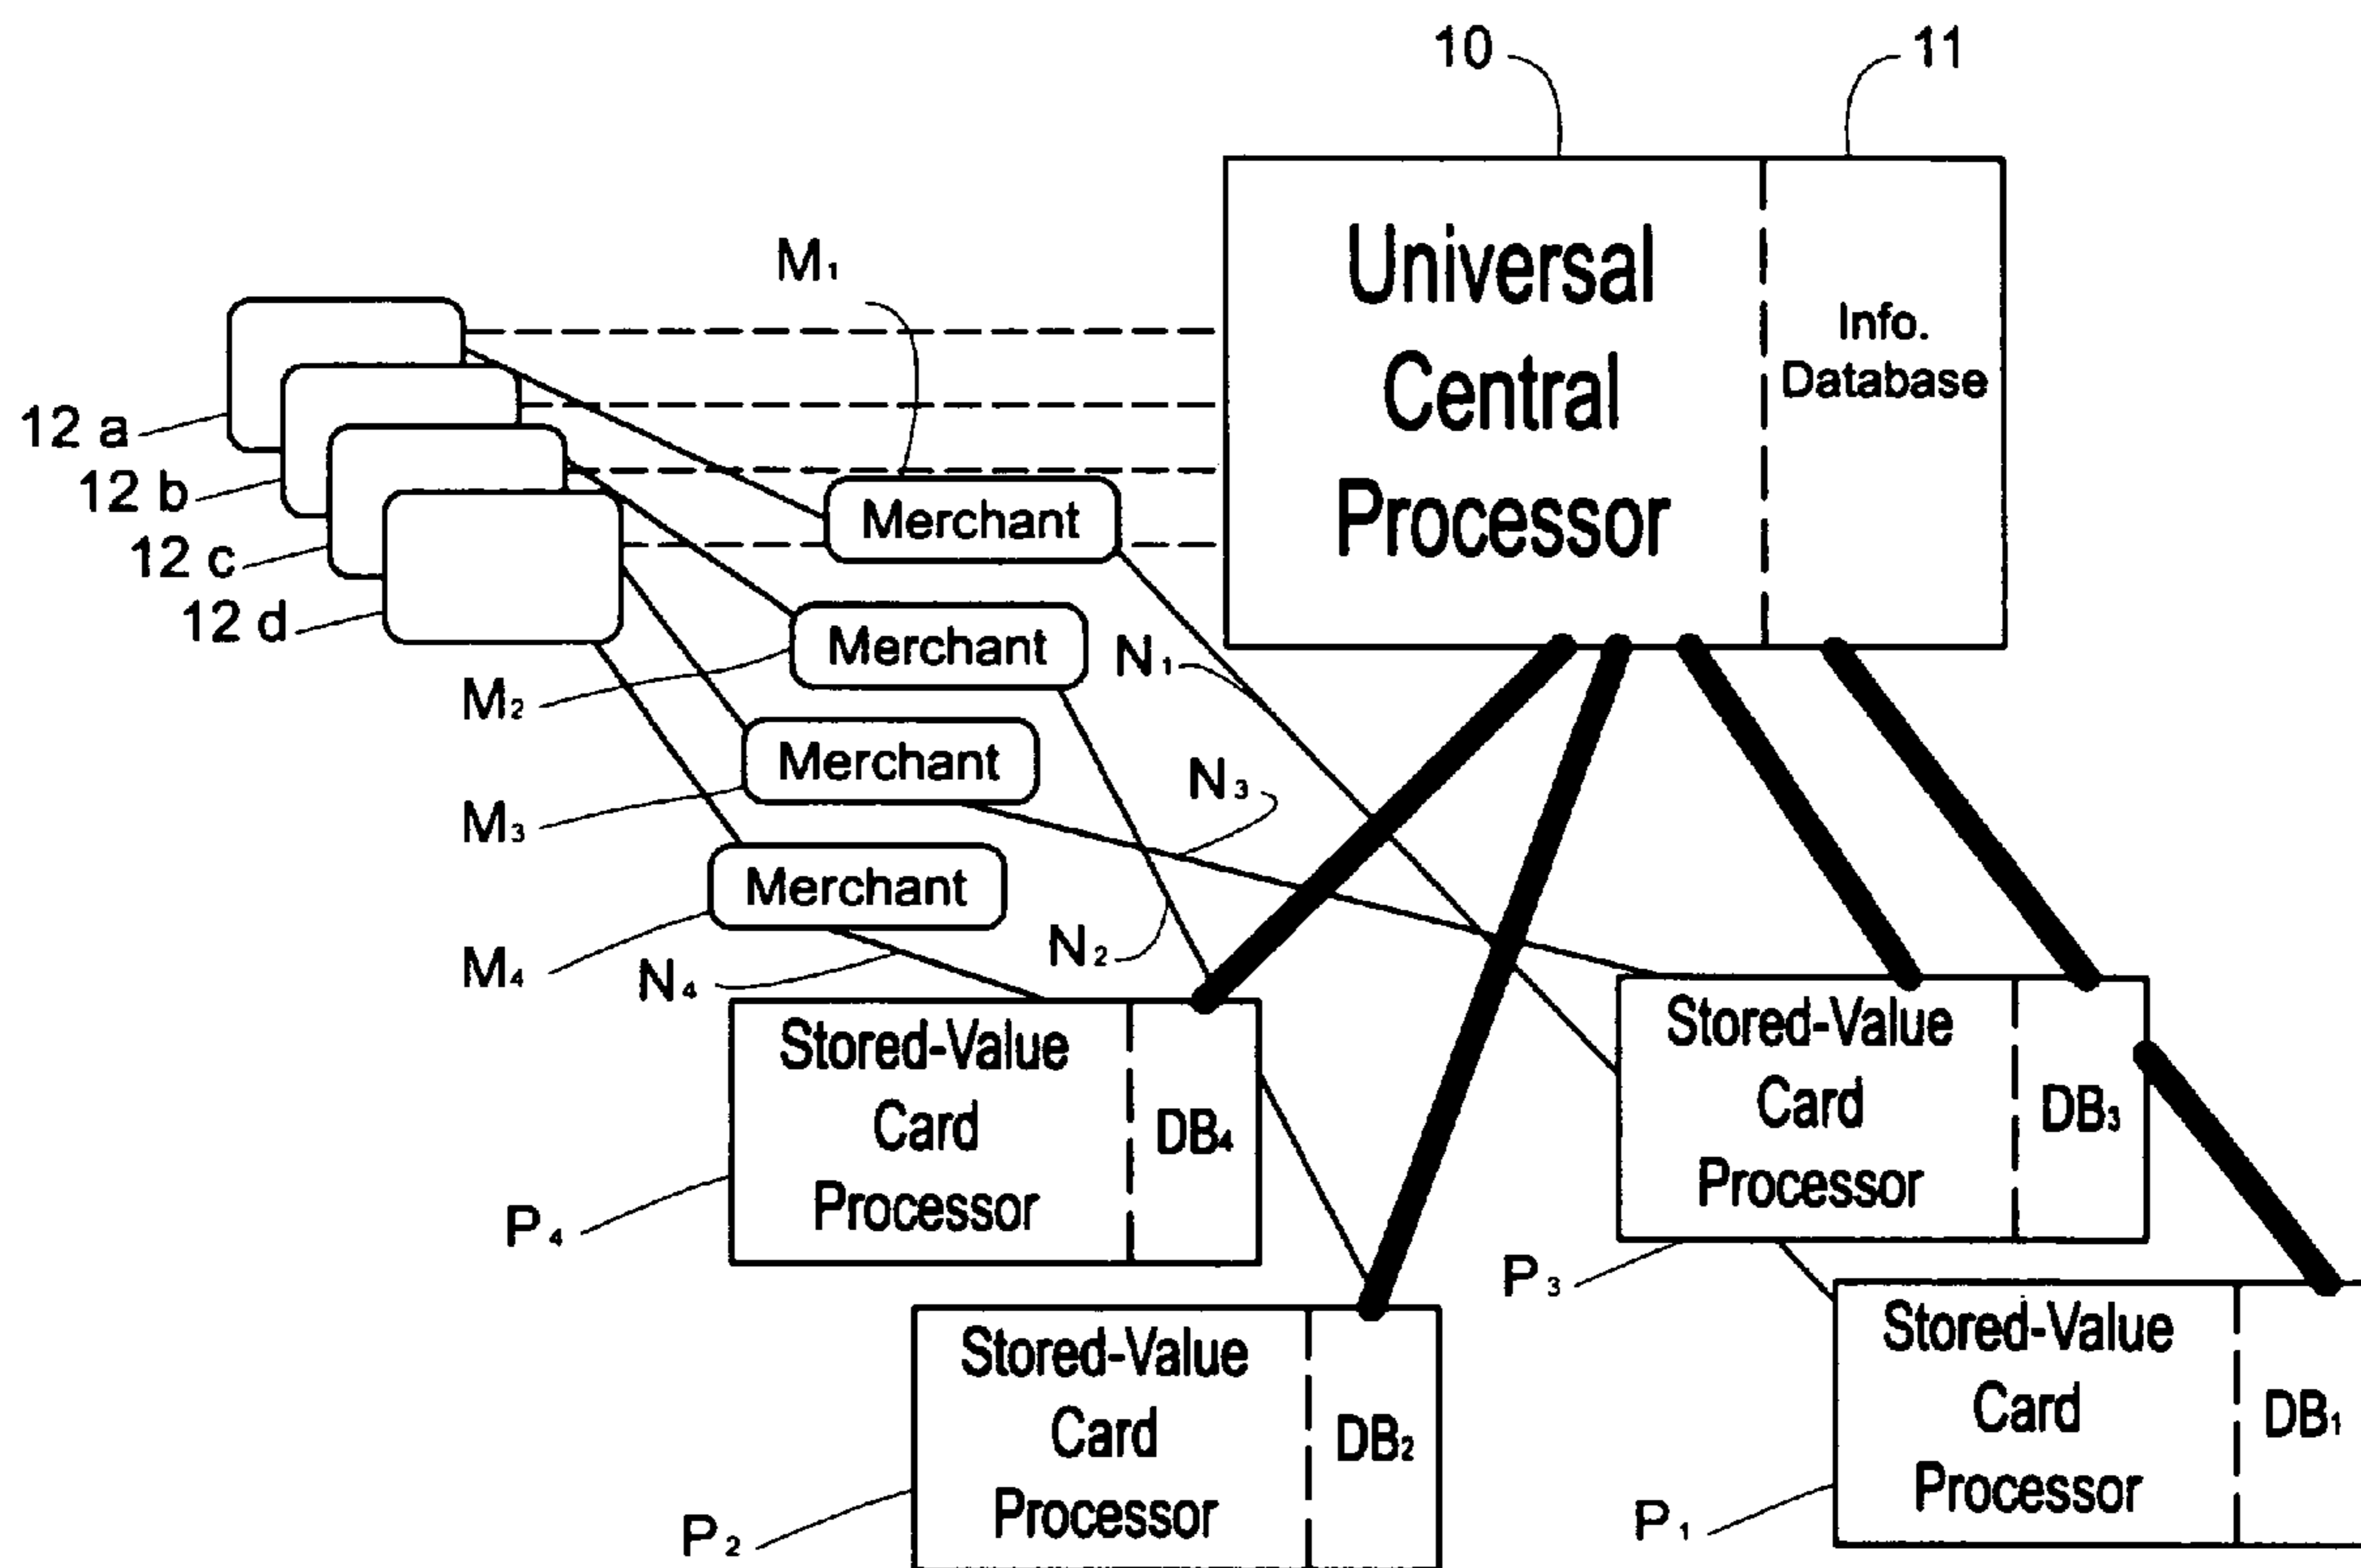 10
11
Universal
Central
Processor
Info.
Database
M₁
12 a
12 b
12 c
12 d
Merchant
Merchant
Merchant
Merchant
M₂
M₃
M₄
N₁
N₃
N₂
N₄
Stored-Value
Card
Processor
DB₄
P₄
Stored-Value
Card
Processor
DB₃
P₃
Stored-Value
Card
Processor
DB₂
P₂
Stored-Value
Card
Processor
DB₁
P₁